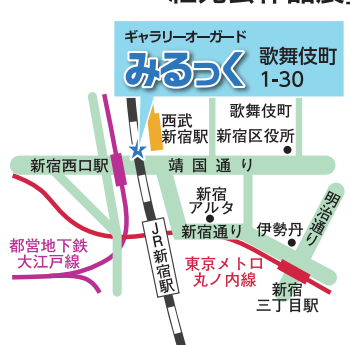 ギャラリーオーガード
みるっく
歌舞伎町
1-30
歌舞伎町
西武
新宿駅
新宿区役所
新宿西口駅
靖国通り
新宿
アルタ
明治通り
新宿通り
伊勢丹
都営地下鉄
大江戸線
JR新宿駅
東京メトロ
丸ノ内線
新宿
三丁目駅